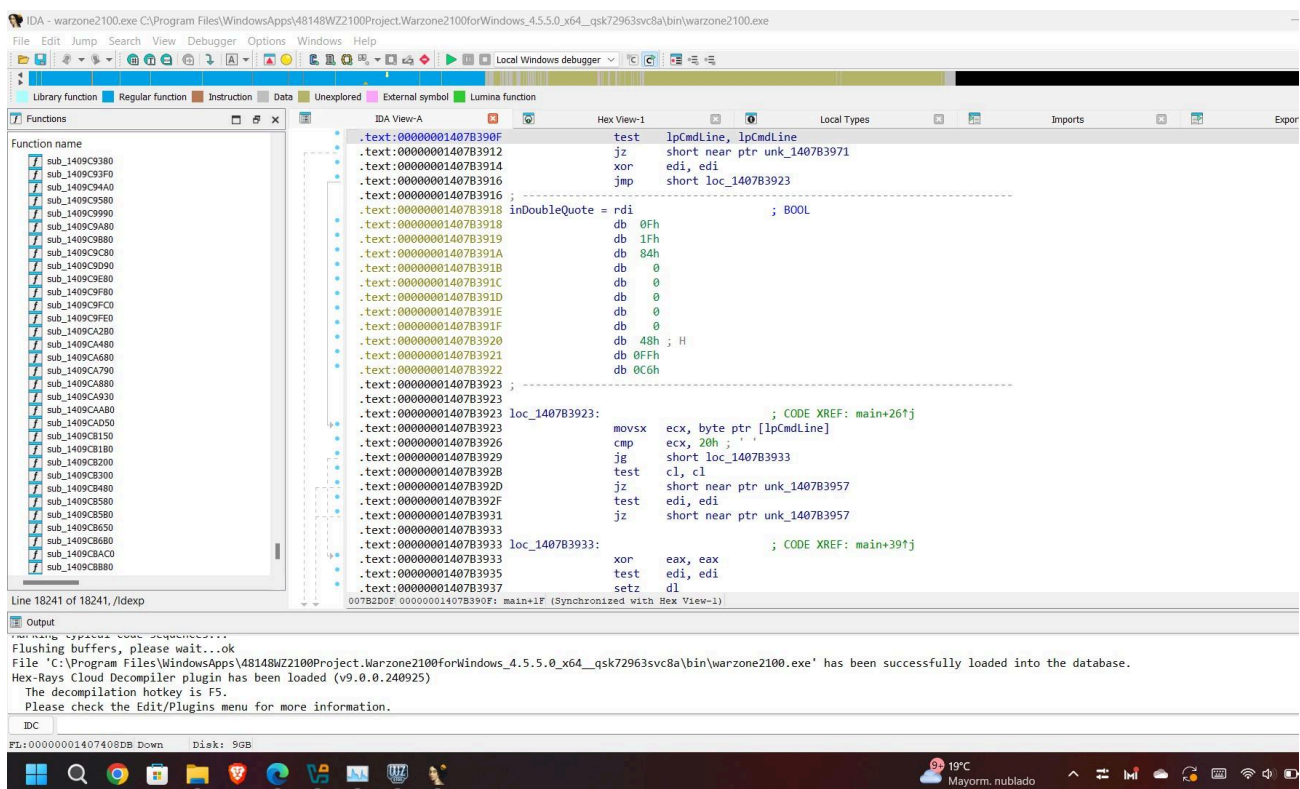 IDA - warzone2100.exe C:\Program Files\WindowsApps\48148WZ2100Project.Warzone2100forWindows_4.5.5.0_x64__qsk72963svc8a\bin\warzone2100.exe
File Edit Jump Search View Debugger Options Windows Help
Local Windows debugger
Library function Regular function Instruction Data Unexplored External symbol Lumina function
Functions
IDA View-A Hex View-1 Local Types Imports Expor
Function name
sub_1409C9380
sub_1409C93F0
sub_1409C94A0
sub_1409C9580
sub_1409C9990
sub_1409C9A80
sub_1409C9B80
sub_1409C9C80
sub_1409C9D90
sub_1409C9E80
sub_1409C9F80
sub_1409C9FC0
sub_1409C9FE0
sub_1409CA2B0
sub_1409CA480
sub_1409CA680
sub_1409CA790
sub_1409CA880
sub_1409CA930
sub_1409CAAB0
sub_1409CAD50
sub_1409CB150
sub_1409CB1B0
sub_1409CB200
sub_1409CB300
sub_1409CB480
sub_1409CB580
sub_1409CB5B0
sub_1409CB650
sub_1409CB6B0
sub_1409CBAC0
sub_1409CBB80
Line 18241 of 18241, /ldexp
.text:00000001407B390F test lpCmdLine, lpCmdLine
.text:00000001407B3912 jz short near ptr unk_1407B3971
.text:00000001407B3914 xor edi, edi
.text:00000001407B3916 jmp short loc_1407B3923
.text:00000001407B3916 ; ---------------------------------------------------------------------------
.text:00000001407B3918 inDoubleQuote = rdi ; BOOL
.text:00000001407B3918 db 0Fh
.text:00000001407B3919 db 1Fh
.text:00000001407B391A db 84h
.text:00000001407B391B db 0
.text:00000001407B391C db 0
.text:00000001407B391D db 0
.text:00000001407B391E db 0
.text:00000001407B391F db 0
.text:00000001407B3920 db 48h ; H
.text:00000001407B3921 db 0FFh
.text:00000001407B3922 db 0C6h
.text:00000001407B3923 ; ---------------------------------------------------------------------------
.text:00000001407B3923
.text:00000001407B3923 loc_1407B3923: ; CODE XREF: main+26↑j
.text:00000001407B3923 movsx ecx, byte ptr [lpCmdLine]
.text:00000001407B3926 cmp ecx, 20h ; ' '
.text:00000001407B3929 jg short loc_1407B3933
.text:00000001407B392B test cl, cl
.text:00000001407B392D jz short near ptr unk_1407B3957
.text:00000001407B392F test edi, edi
.text:00000001407B3931 jz short near ptr unk_1407B3957
.text:00000001407B3933
.text:00000001407B3933 loc_1407B3933: ; CODE XREF: main+39↑j
.text:00000001407B3933 xor eax, eax
.text:00000001407B3935 test edi, edi
.text:00000001407B3937 setz dl
007B2D0F 00000001407B390F: main+1F (Synchronized with Hex View-1)
Output
Flushing buffers, please wait...ok
File 'C:\Program Files\WindowsApps\48148WZ2100Project.Warzone2100forWindows_4.5.5.0_x64__qsk72963svc8a\bin\warzone2100.exe' has been successfully loaded into the database.
Hex-Rays Cloud Decompiler plugin has been loaded (v9.0.0.240925)
The decompilation hotkey is F5.
Please check the Edit/Plugins menu for more information.
IDC
FL:00000001407408DB Down Disk: 9GB
9+ 19°C
Mayorm. nublado